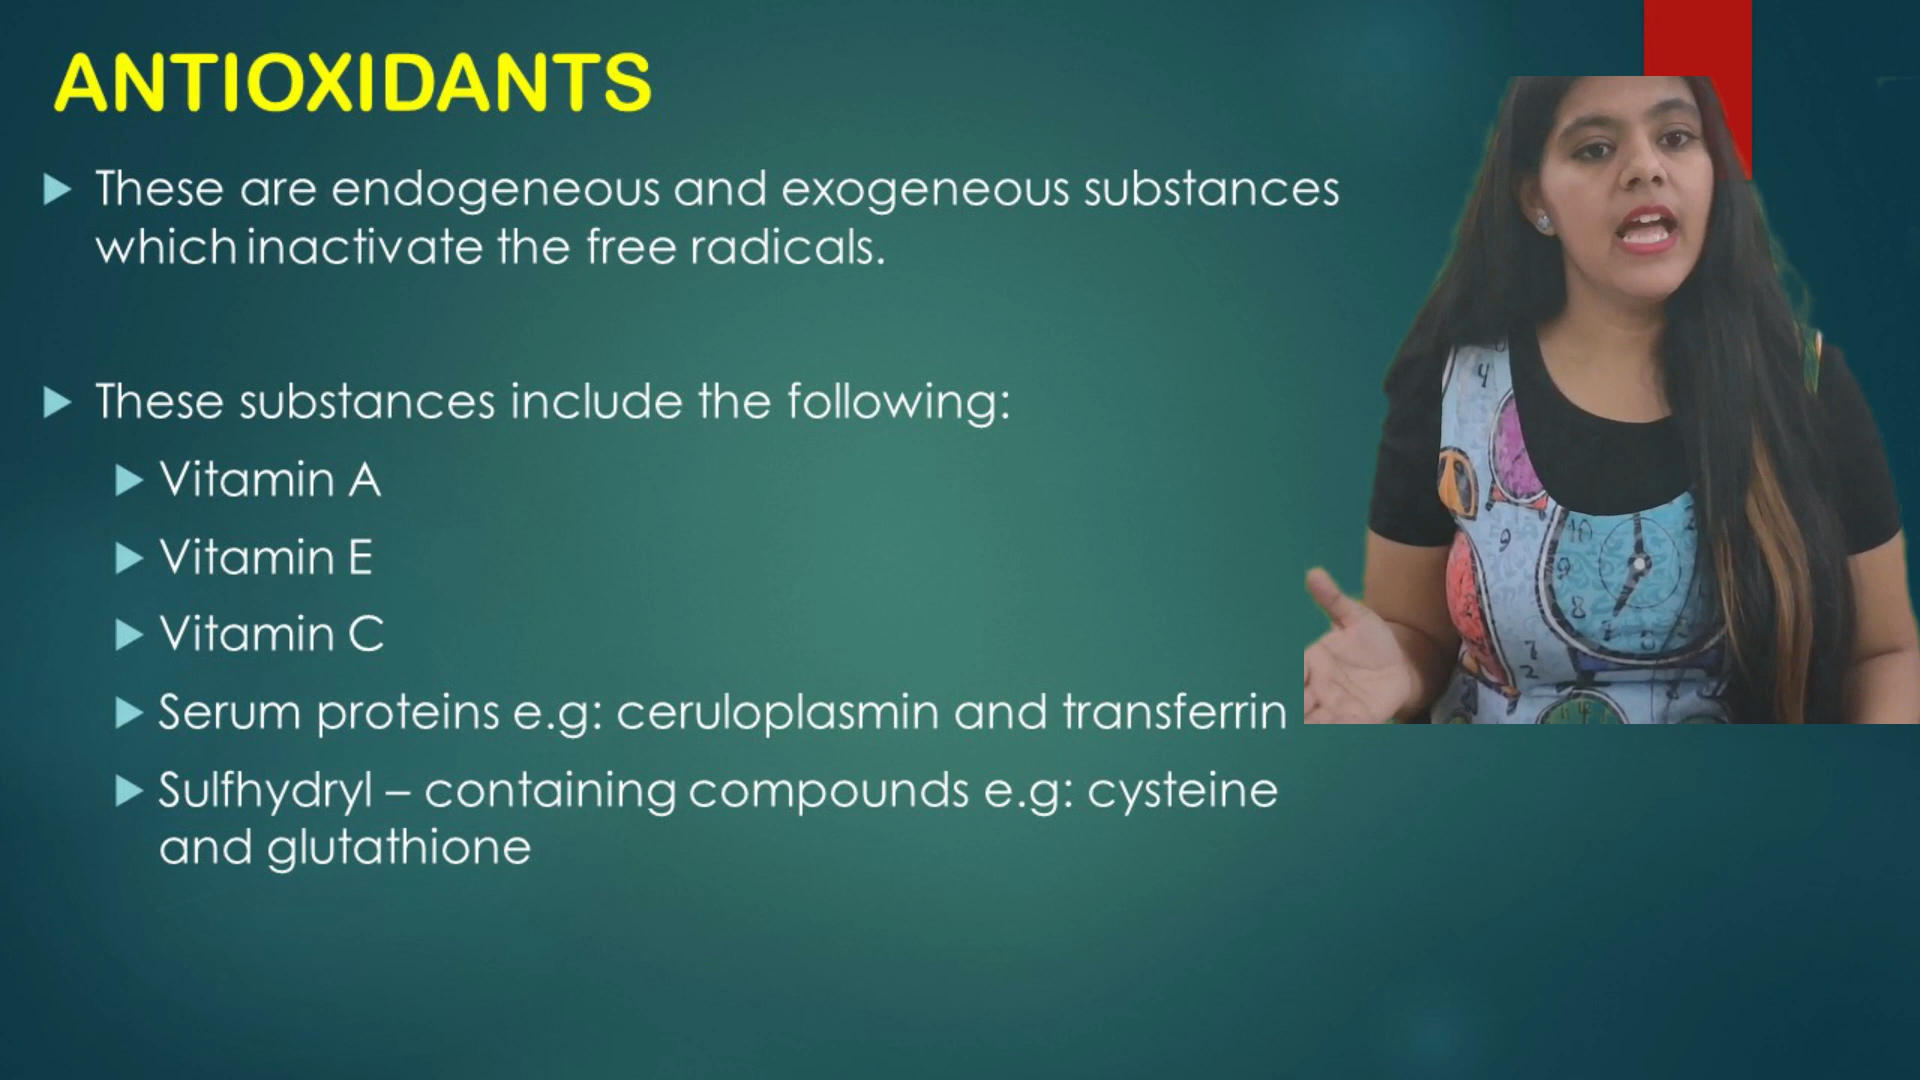 ANTIOXIDANTS
These are endogeneous and exogeneous substances
which inactivate the free radicals.
These substances include the following:
Vitamin A
Vitamin E
Vitamin C
Serum proteins e.g: ceruloplasmin and transferrin
Sulfhydryl – containing compounds e.g: cysteine
and glutathione